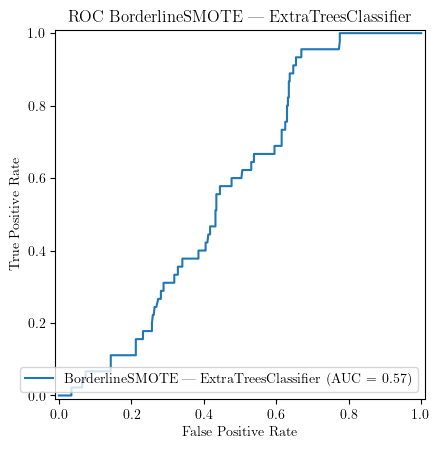 ROC BorderlineSMOTE — ExtraTreesClassifier
True Positive Rate
1.0
0.8
0.6
0.4
0.2
0.0
BorderlineSMOTE — ExtraTreesClassifier (AUC = 0.57)
0.0 0.2 0.4 0.6 0.8 1.0
False Positive Rate